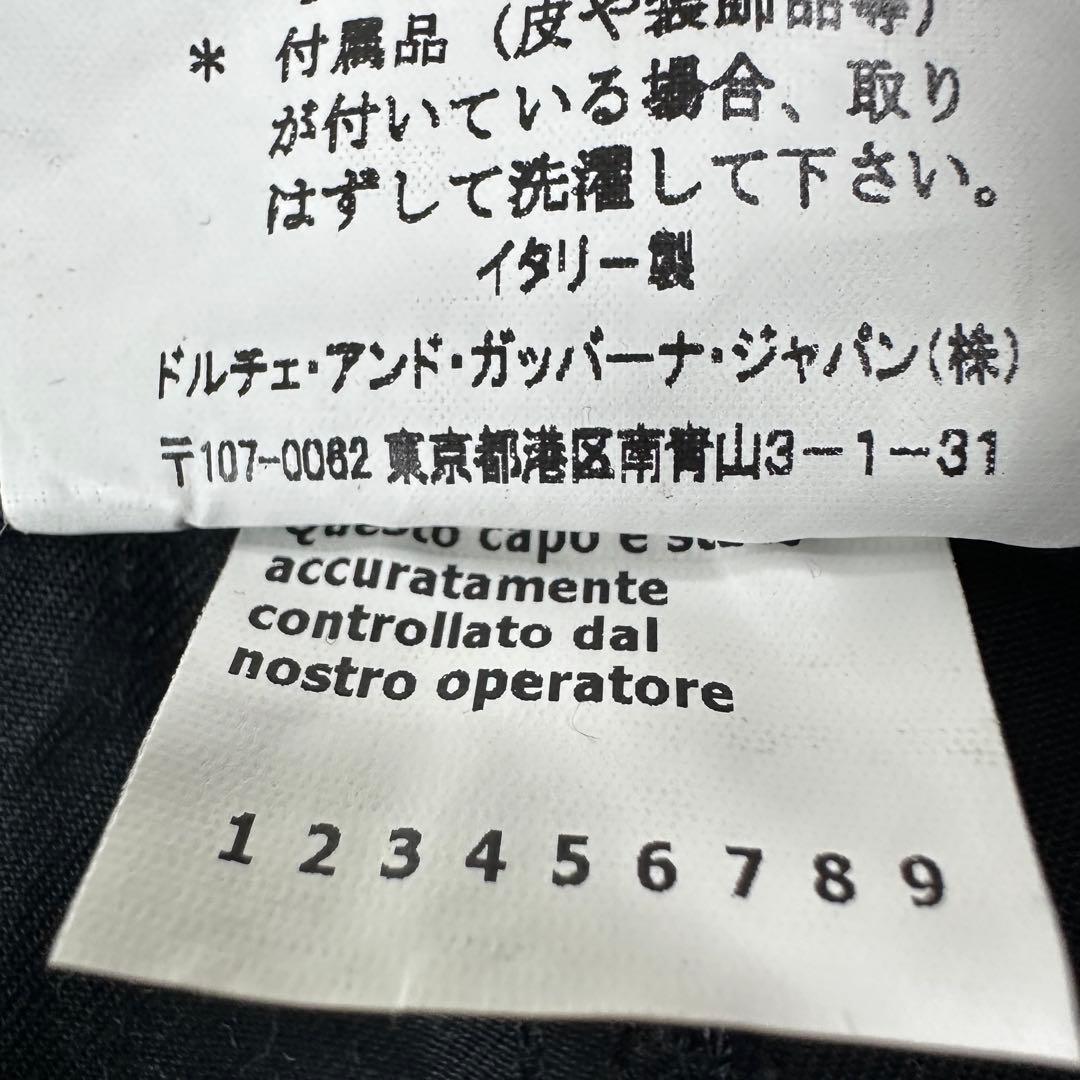 * 付属品 (皮や装飾品等)
が付いている場合、取り
はずして洗濯して下さい。
イタリー製
ドルチェ・アンド・ガッバーナ・ジャパン(株)
〒107-0062 東京都港区南青山3-1-31
Questo capo e stato
accuratamente
controllato dal
nostro operatore
1 2 3 4 5 6 7 8 9